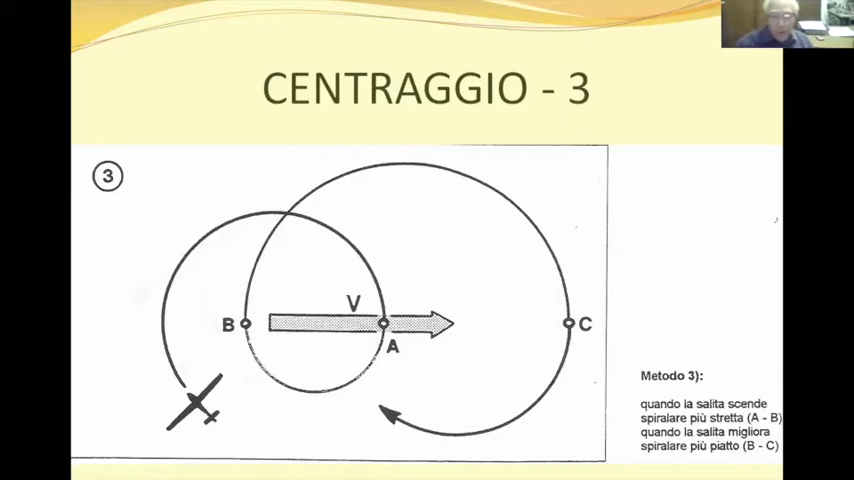 CENTRAGGIO - 3
3
V
B
A
C
Metodo 3):
quando la salita scende
spiralare più stretta (A - B)
quando la salita migliora
spiralare più piatto (B - C)